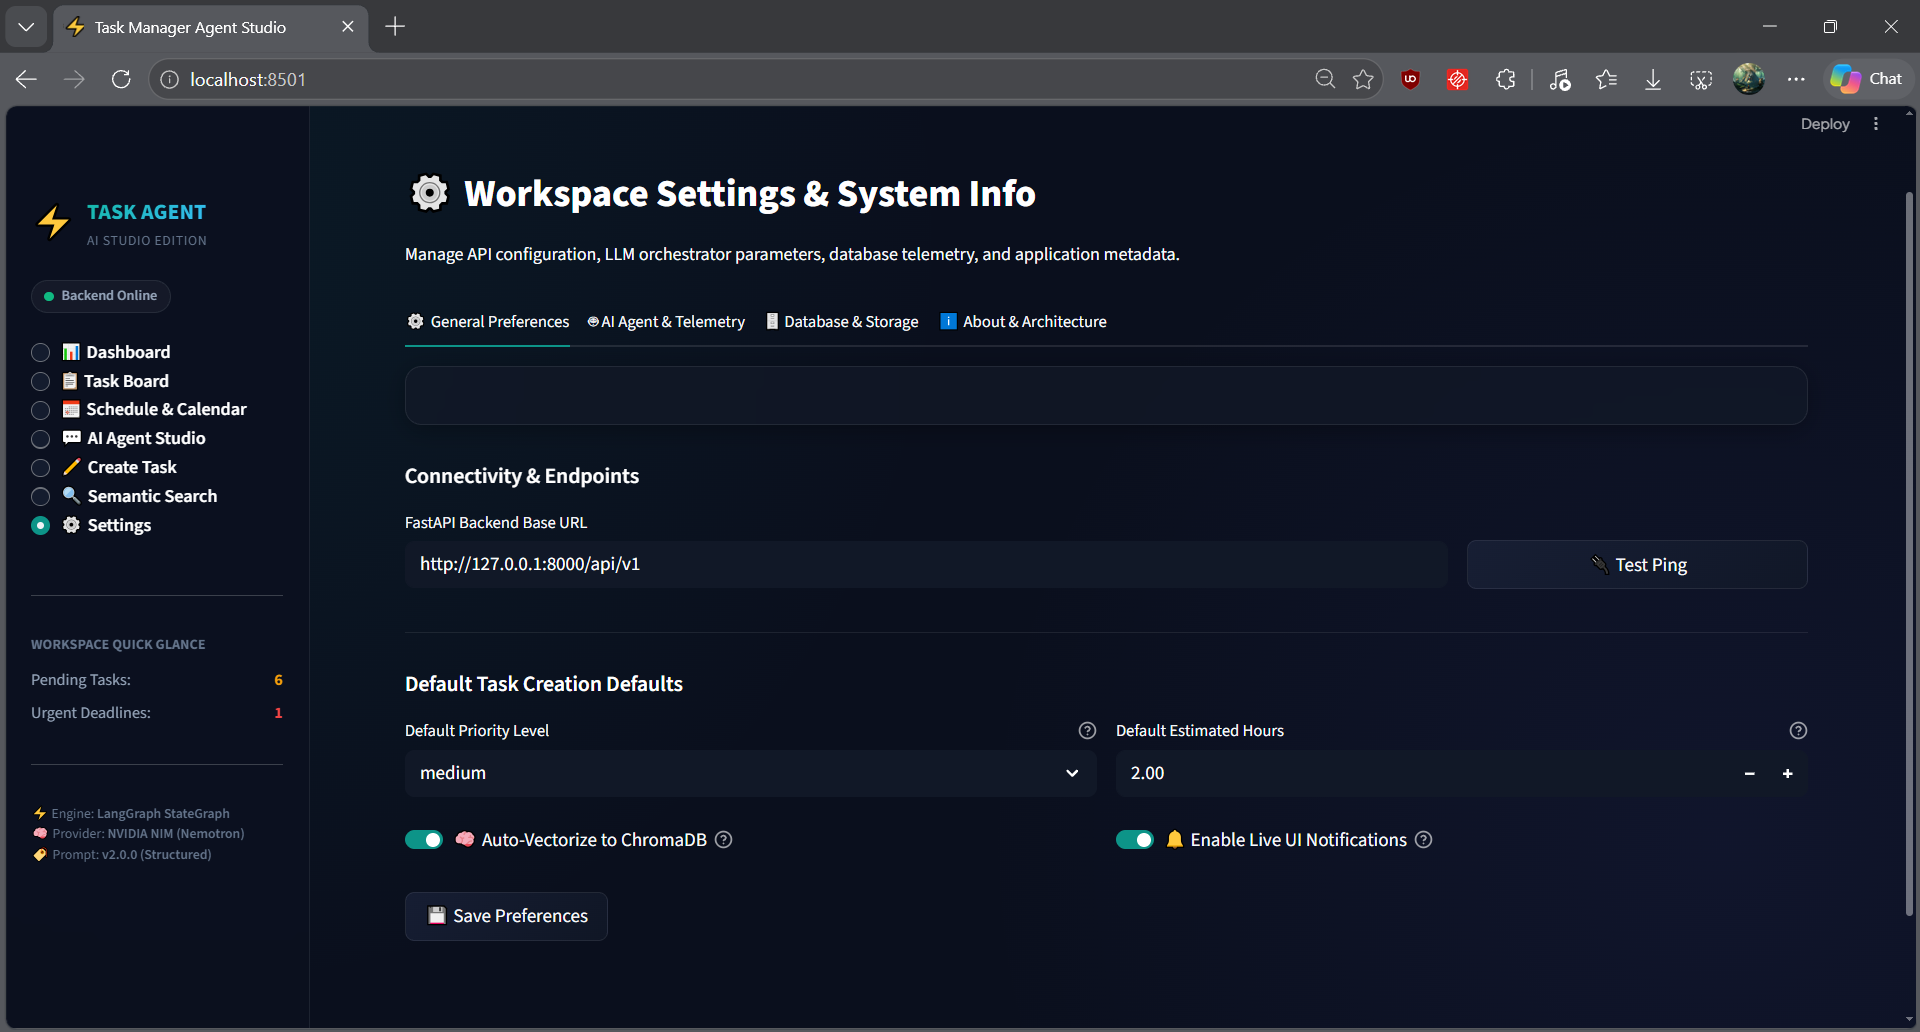 Task Manager Agent Studio
localhost:8501
Chat
Deploy
TASK AGENT
AI STUDIO EDITION
Backend Online
Dashboard
Task Board
Schedule & Calendar
AI Agent Studio
Create Task
Semantic Search
Settings
WORKSPACE QUICK GLANCE
Pending Tasks: 6
Urgent Deadlines: 1
Engine: LangGraph StateGraph
Provider: NVIDIA NIM (Nemotron)
Prompt: v2.0.0 (Structured)
Workspace Settings & System Info
Manage API configuration, LLM orchestrator parameters, database telemetry, and application metadata.
General Preferences AI Agent & Telemetry Database & Storage About & Architecture
Connectivity & Endpoints
FastAPI Backend Base URL
http://127.0.0.1:8000/api/v1 Test Ping
Default Task Creation Defaults
Default Priority Level Default Estimated Hours
medium 2.00
Auto-Vectorize to ChromaDB Enable Live UI Notifications
Save Preferences